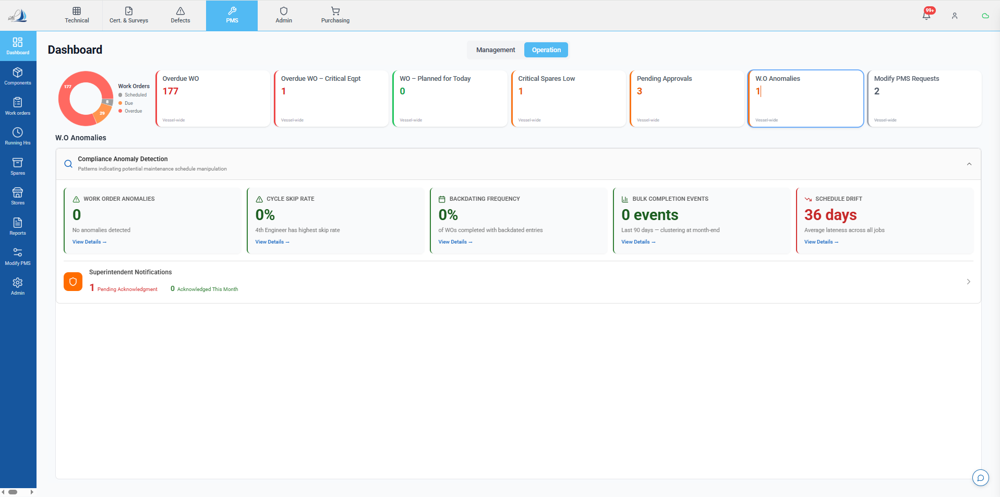 Technical
Cert. & Surveys
Defects
PMS
Admin
Purchasing
99+
Dashboard
Components
Work orders
Running Hrs
Spares
Stores
Reports
Modify PMS
Admin
Dashboard
Management
Operation
177
8
29
Work Orders
Scheduled
Due
Overdue
Overdue WO
177
Vessel-wide
Overdue WO – Critical Eqpt
1
Vessel-wide
WO – Planned for Today
0
Vessel-wide
Critical Spares Low
1
Vessel-wide
Pending Approvals
3
Vessel-wide
W.O Anomalies
1
Vessel-wide
Modify PMS Requests
2
Vessel-wide
W.O Anomalies
Compliance Anomaly Detection
Patterns indicating potential maintenance schedule manipulation
WORK ORDER ANOMALIES
0
No anomalies detected
View Details →
CYCLE SKIP RATE
0%
4th Engineer has highest skip rate
View Details →
BACKDATING FREQUENCY
0%
of WOs completed with backdated entries
View Details →
BULK COMPLETION EVENTS
0 events
Last 90 days — clustering at month-end
View Details →
SCHEDULE DRIFT
36 days
Average lateness across all jobs
View Details →
Superintendent Notifications
1 Pending Acknowledgment
0 Acknowledged This Month